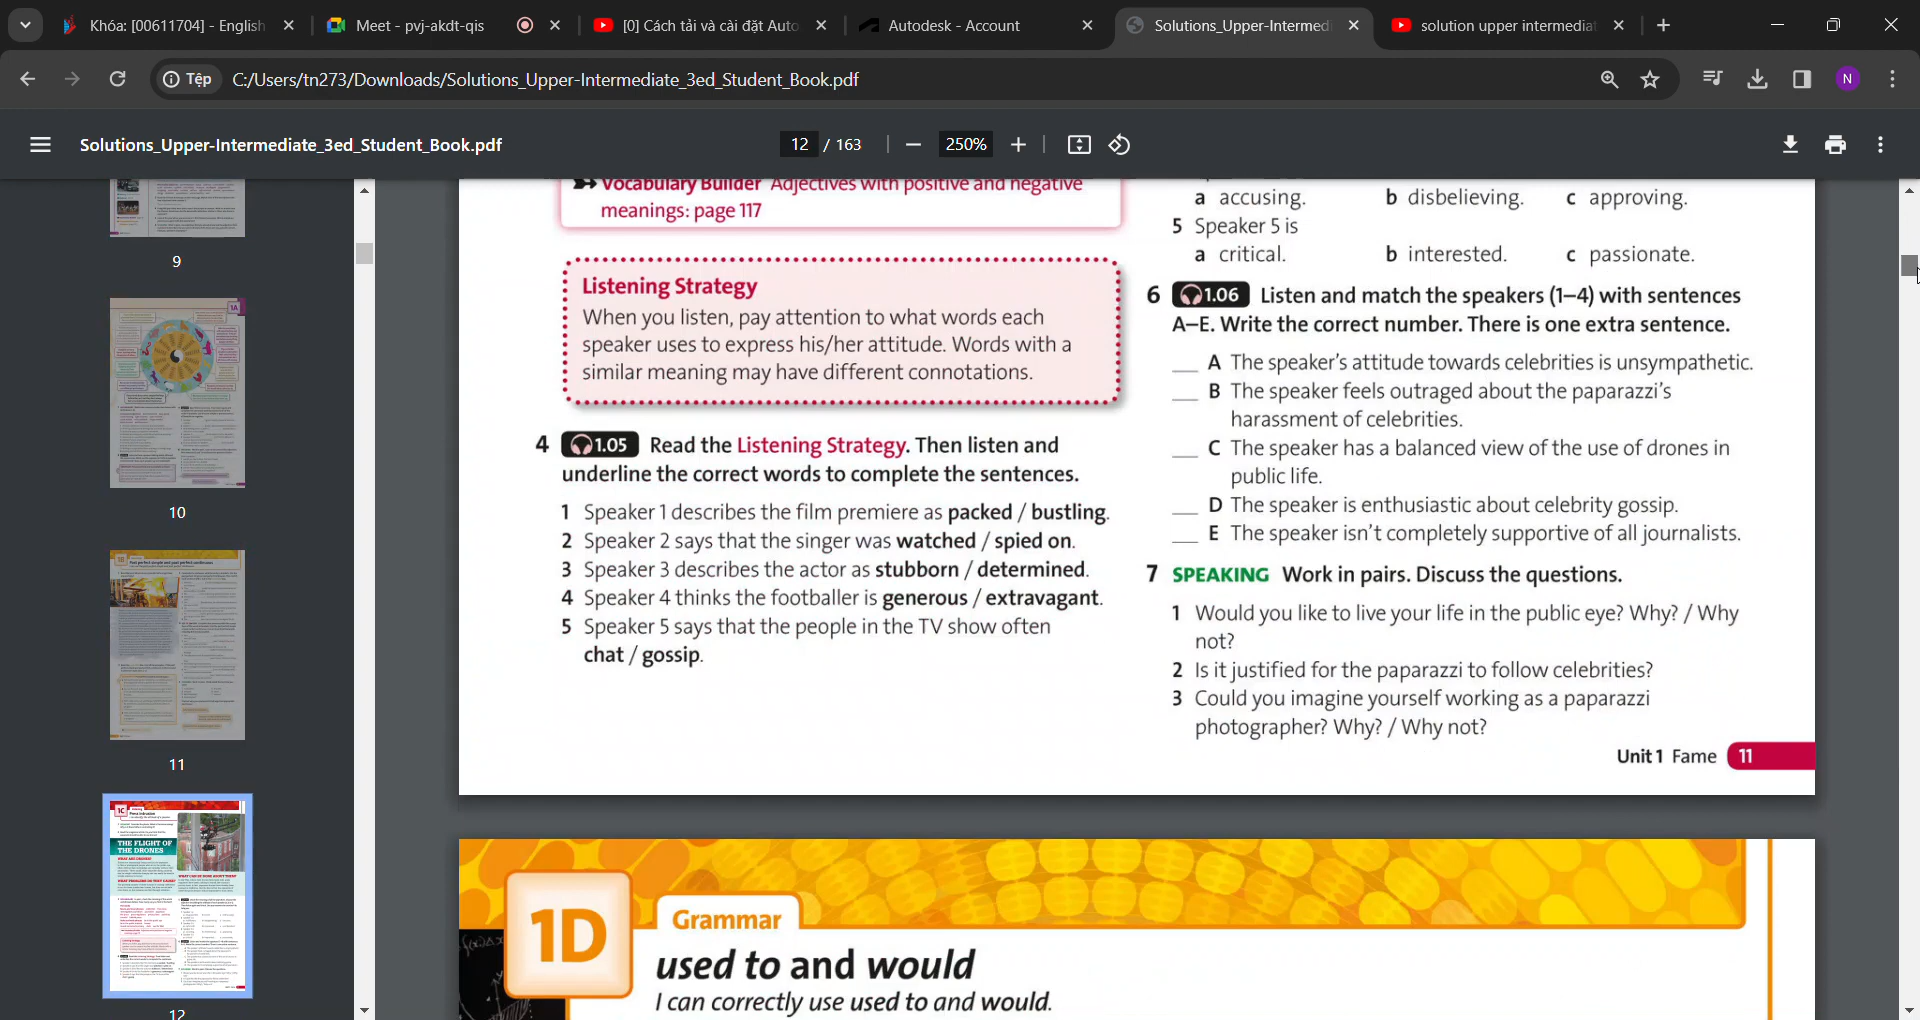 Khóa: [00611704] - English
Meet - pvj-akdt-qis
[0] Cách tải và cài đặt Auto
Autodesk - Account
Solutions_Upper-Intermedi
solution upper intermedia
Tệp
C:/Users/tn273/Downloads/Solutions_Upper-Intermediate_3ed_Student_Book.pdf
N
Solutions_Upper-Intermediate_3ed_Student_Book.pdf
12 / 163
250%
9
10
11
1C
THE FLIGHT OF
THE DRONES
12
Vocabulary Builder Adjectives with positive and negative
meanings: page 117
Listening Strategy
When you listen, pay attention to what words each
speaker uses to express his/her attitude. Words with a
similar meaning may have different connotations.
4 1.05 Read the Listening Strategy. Then listen and
underline the correct words to complete the sentences.
1 Speaker 1 describes the film premiere as packed / bustling.
2 Speaker 2 says that the singer was watched / spied on.
3 Speaker 3 describes the actor as stubborn / determined.
4 Speaker 4 thinks the footballer is generous / extravagant.
5 Speaker 5 says that the people in the TV show often
chat / gossip.
a accusing. b disbelieving. c approving.
5 Speaker 5 is
a critical. b interested. c passionate.
6 1.06 Listen and match the speakers (1–4) with sentences
A–E. Write the correct number. There is one extra sentence.
__ A The speaker's attitude towards celebrities is unsympathetic.
__ B The speaker feels outraged about the paparazzi's
harassment of celebrities.
__ C The speaker has a balanced view of the use of drones in
public life.
__ D The speaker is enthusiastic about celebrity gossip.
__ E The speaker isn't completely supportive of all journalists.
7 SPEAKING Work in pairs. Discuss the questions.
1 Would you like to live your life in the public eye? Why? / Why
not?
2 Is it justified for the paparazzi to follow celebrities?
3 Could you imagine yourself working as a paparazzi
photographer? Why? / Why not?
Unit 1 Fame 11
1D
Grammar
used to and would
I can correctly use used to and would.